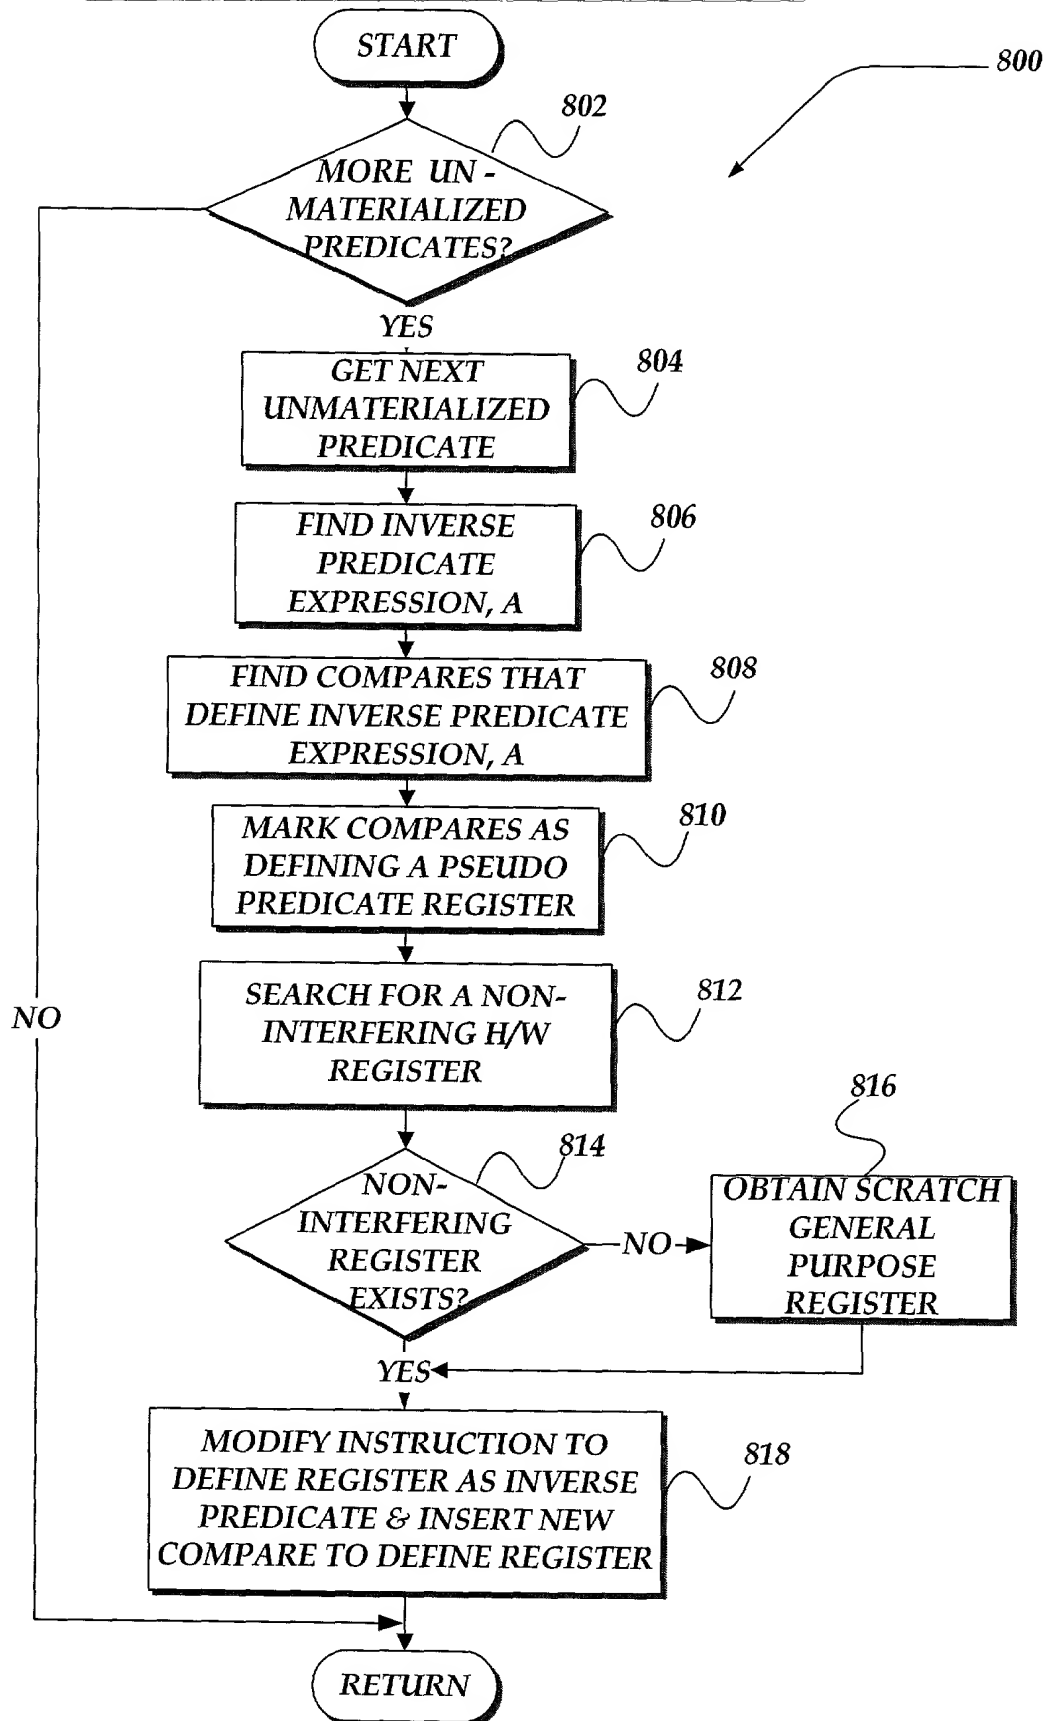 START
800
802
MORE UN -
MATERIALIZED
PREDICATES?
YES
GET NEXT
UNMATERIALIZED
PREDICATE
804
FIND INVERSE
PREDICATE
EXPRESSION, A
806
FIND COMPARES THAT
DEFINE INVERSE PREDICATE
EXPRESSION, A
808
MARK COMPARES AS
DEFINING A PSEUDO
PREDICATE REGISTER
810
SEARCH FOR A NON-
INTERFERING H/W
REGISTER
812
NO
814
NON-
INTERFERING
REGISTER
EXISTS?
NO
816
OBTAIN SCRATCH
GENERAL
PURPOSE
REGISTER
YES
MODIFY INSTRUCTION TO
DEFINE REGISTER AS INVERSE
PREDICATE & INSERT NEW
COMPARE TO DEFINE REGISTER
818
RETURN